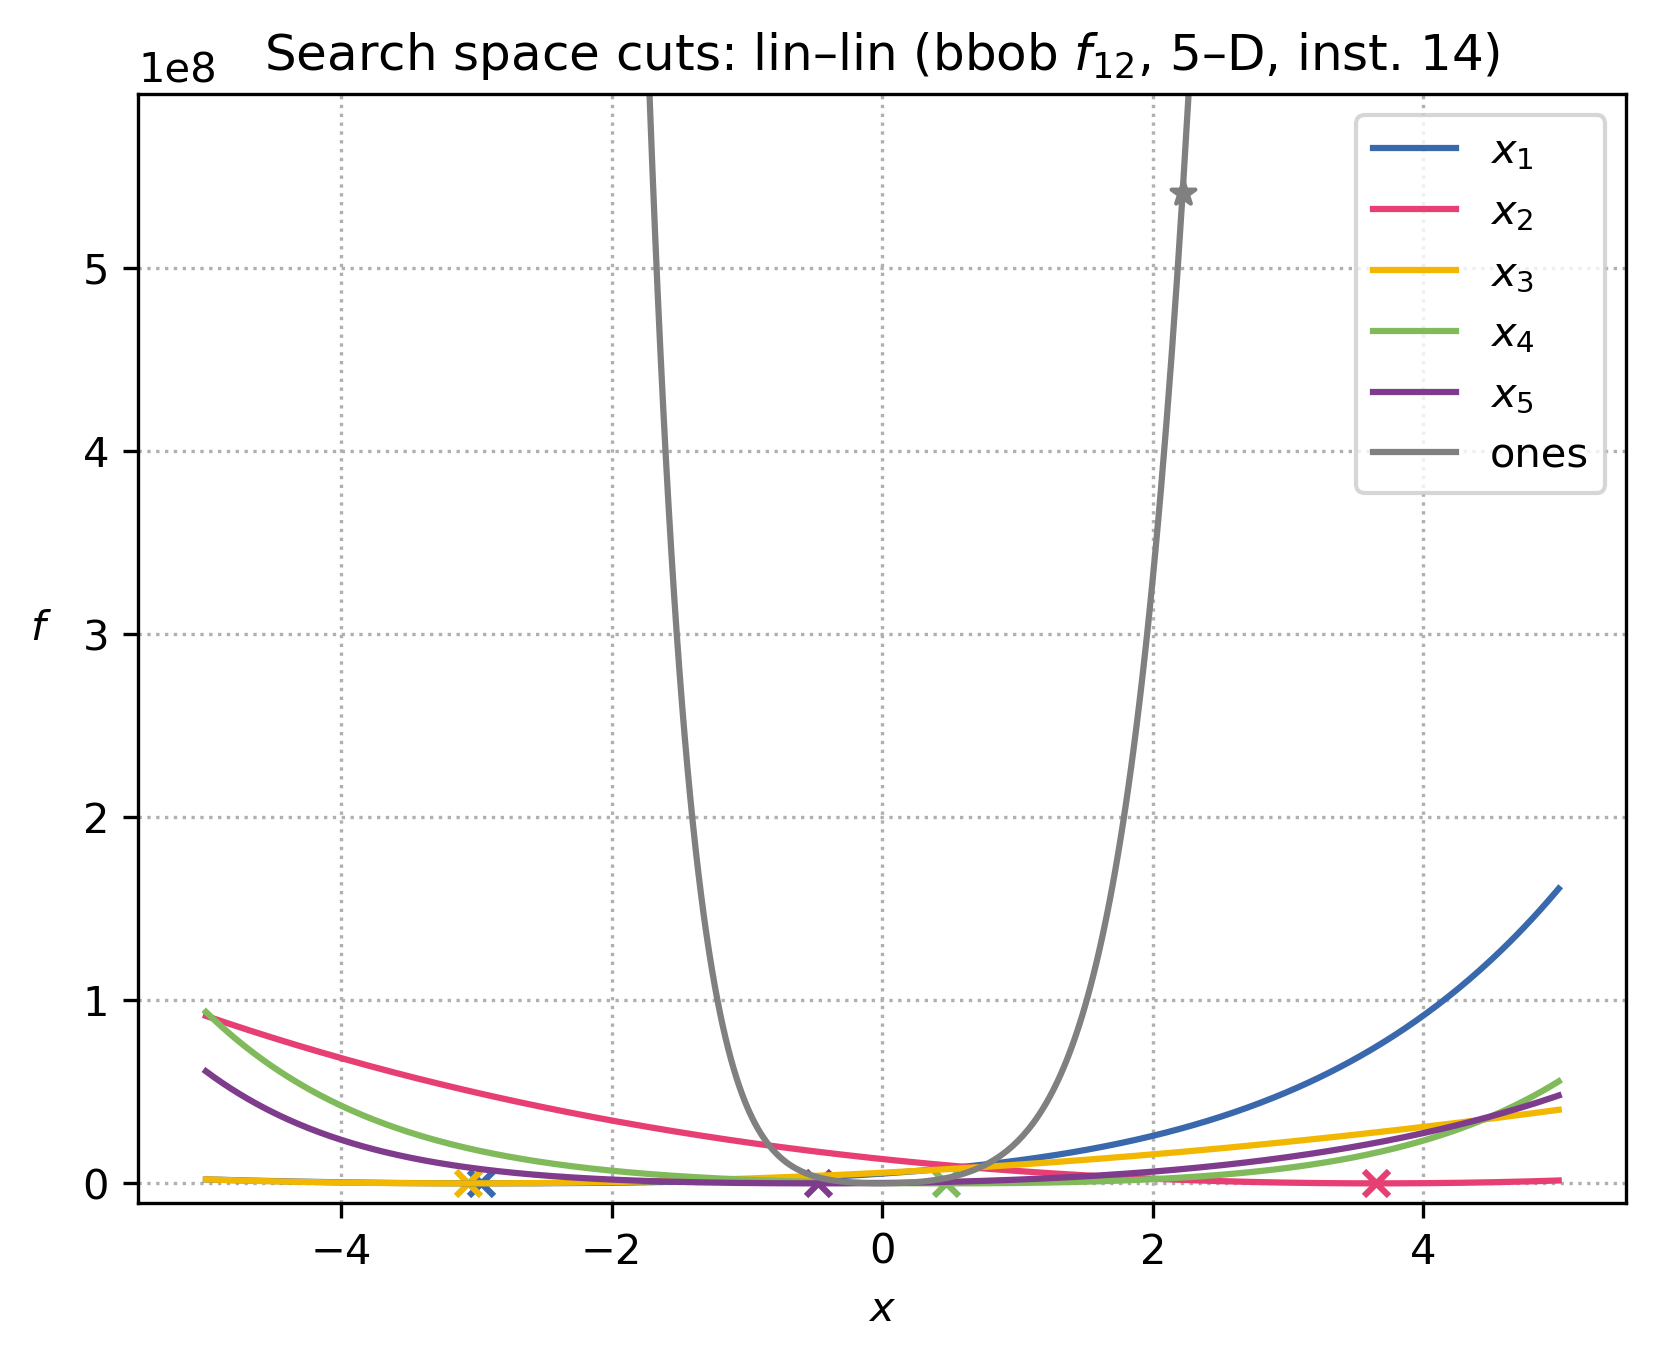 Search space cuts: lin–lin (bbob f₁₂, 5–D, inst. 14)
1e8
5
4
3
2
1
0
f
−4 −2 0 2 4
x
x₁
x₂
x₃
x₄
x₅
ones